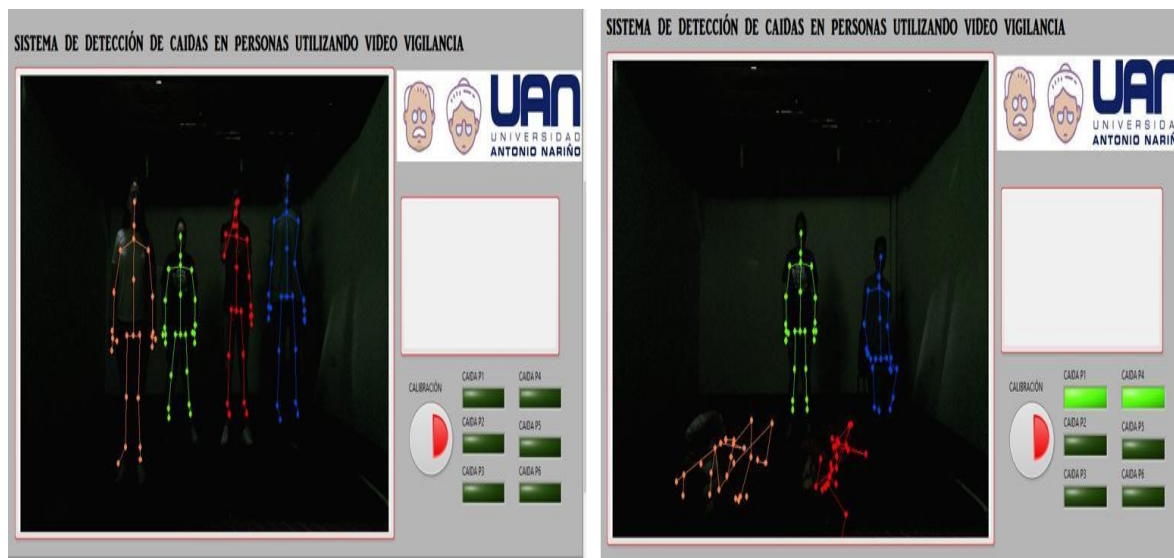 SISTEMA DE DETECCIÓN DE CAIDAS EN PERSONAS UTILIZANDO VIDEO VIGILANCIA
UAN
UNIVERSIDAD
ANTONIO NARIÑO
CALIBRACIÓN
CAIDA P1 CAIDA P4
CAIDA P2 CAIDA P5
CAIDA P3 CAIDA P6
SISTEMA DE DETECCIÓN DE CAIDAS EN PERSONAS UTILIZANDO VIDEO VIGILANCIA
UAN
UNIVERSIDA
ANTONIO NARIÑ
CALIBRACIÓN
CAIDA P1 CAIDA P4
CAIDA P2 CAIDA P5
CAIDA P3 CAIDA P6